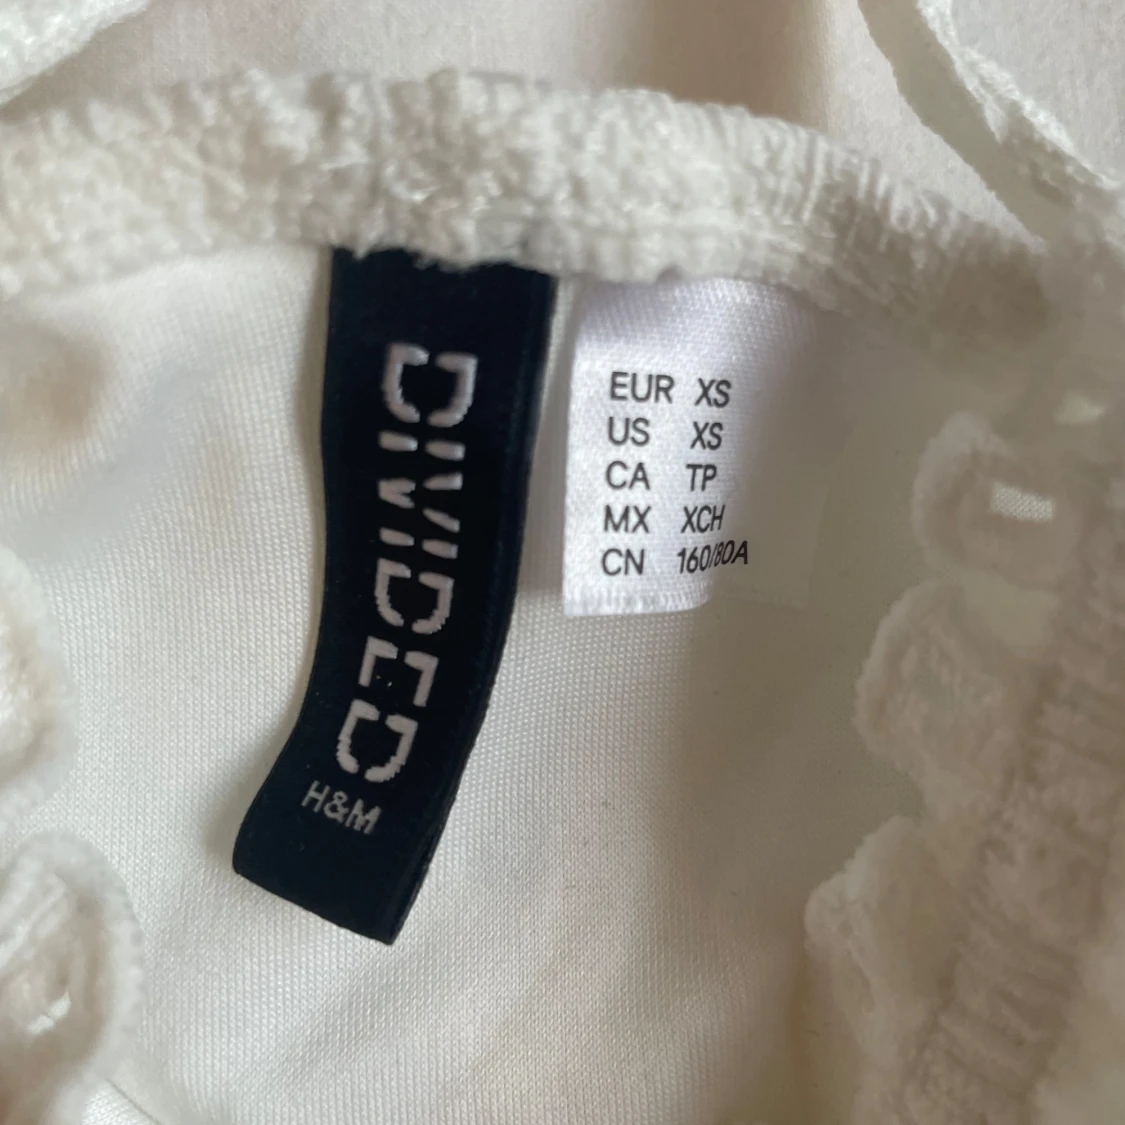 DIVIDED
H&M
EUR XS
US XS
CA TP
MX XCH
CN 160/80A